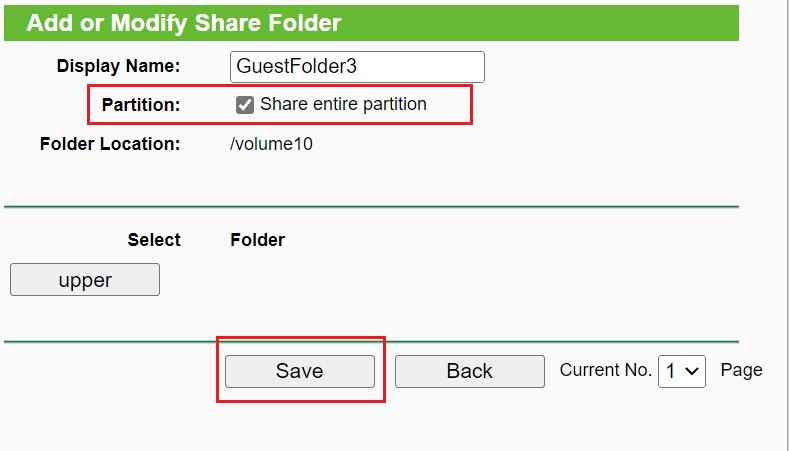 Add or Modify Share Folder
Display Name: GuestFolder3
Partition: Share entire partition
Folder Location: /volume10
Select Folder
upper
Save Back Current No. 1 Page